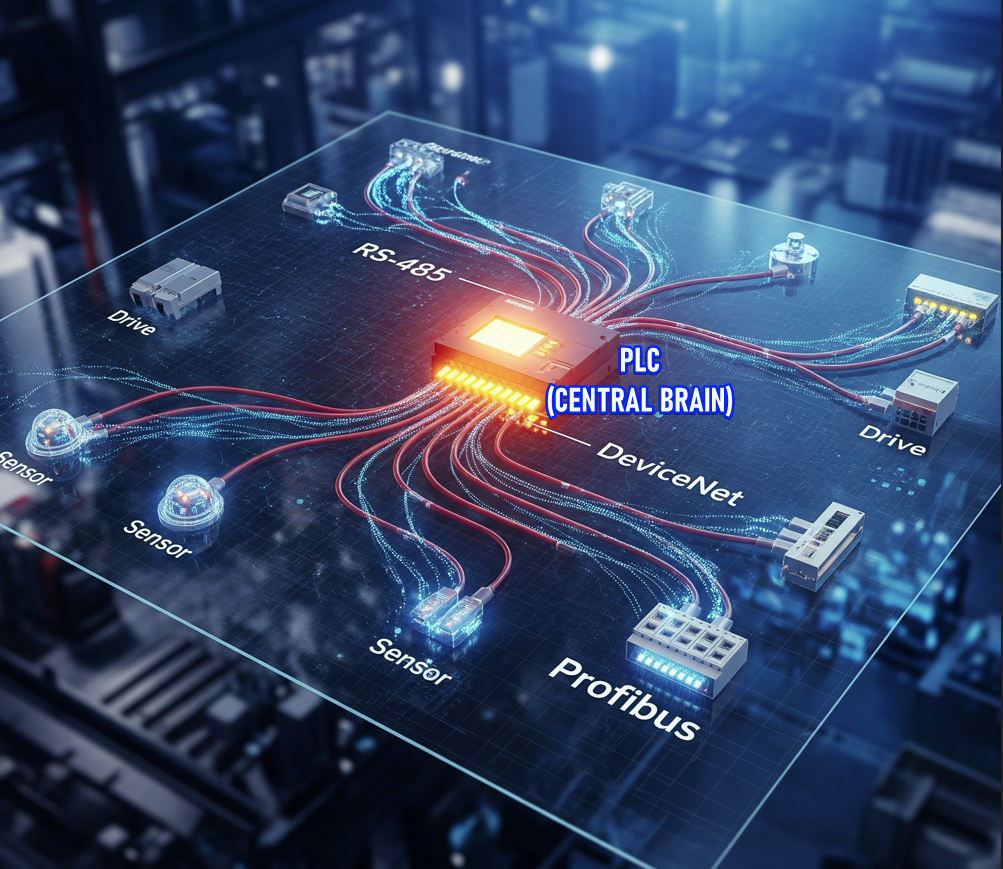 RS-485
Drive
PLC
(CENTRAL BRAIN)
Drive
DeviceNet
Sensor
Sensor
Sensor
Profibus